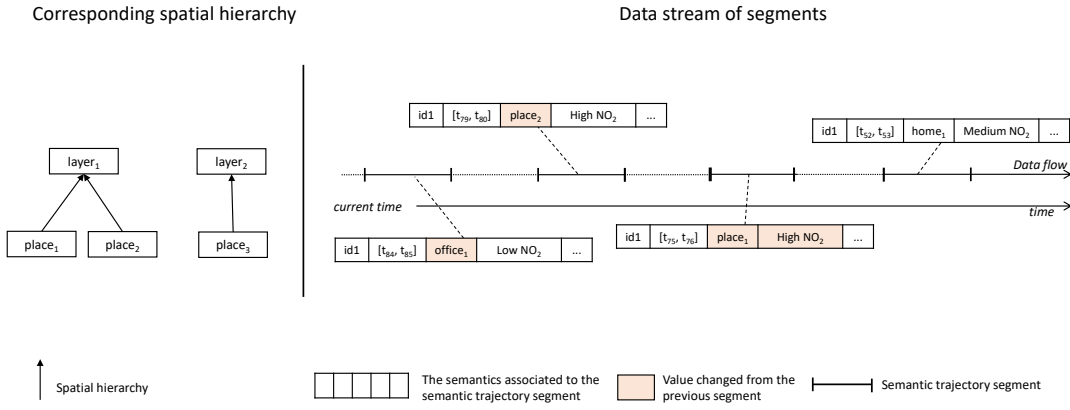 Corresponding spatial hierarchy
Data stream of segments
id1 [t79, t80] place2 High NO2 ...
id1 [t52, t53] home1 Medium NO2 ...
layer1 layer2
Data flow
current time
time
place1 place2 place3
id1 [t75, t76] place1 High NO2 ...
id1 [t84, t85] office1 Low NO2 ...
Spatial hierarchy
The semantics associated to the
semantic trajectory segment
Value changed from the
previous segment
Semantic trajectory segment